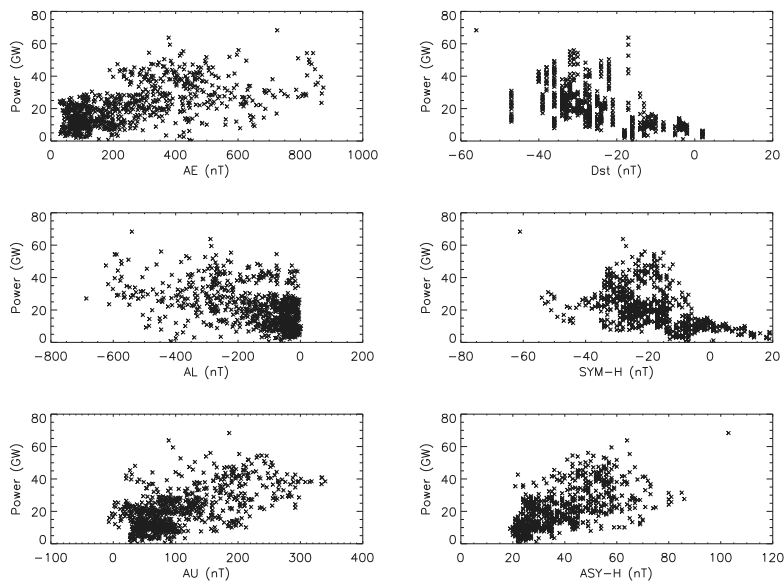 80
60
40
20
0
Power (GW)
0 200 400 600 800 1000
AE (nT)
80
60
40
20
0
Power (GW)
−60 −40 −20 0 20
Dst (nT)
80
60
40
20
0
Power (GW)
−800 −600 −400 −200 0 200
AL (nT)
80
60
40
20
0
Power (GW)
−80 −60 −40 −20 0 20
SYM−H (nT)
80
60
40
20
0
Power (GW)
−100 0 100 200 300 400
AU (nT)
80
60
40
20
0
Power (GW)
0 20 40 60 80 100 120
ASY−H (nT)